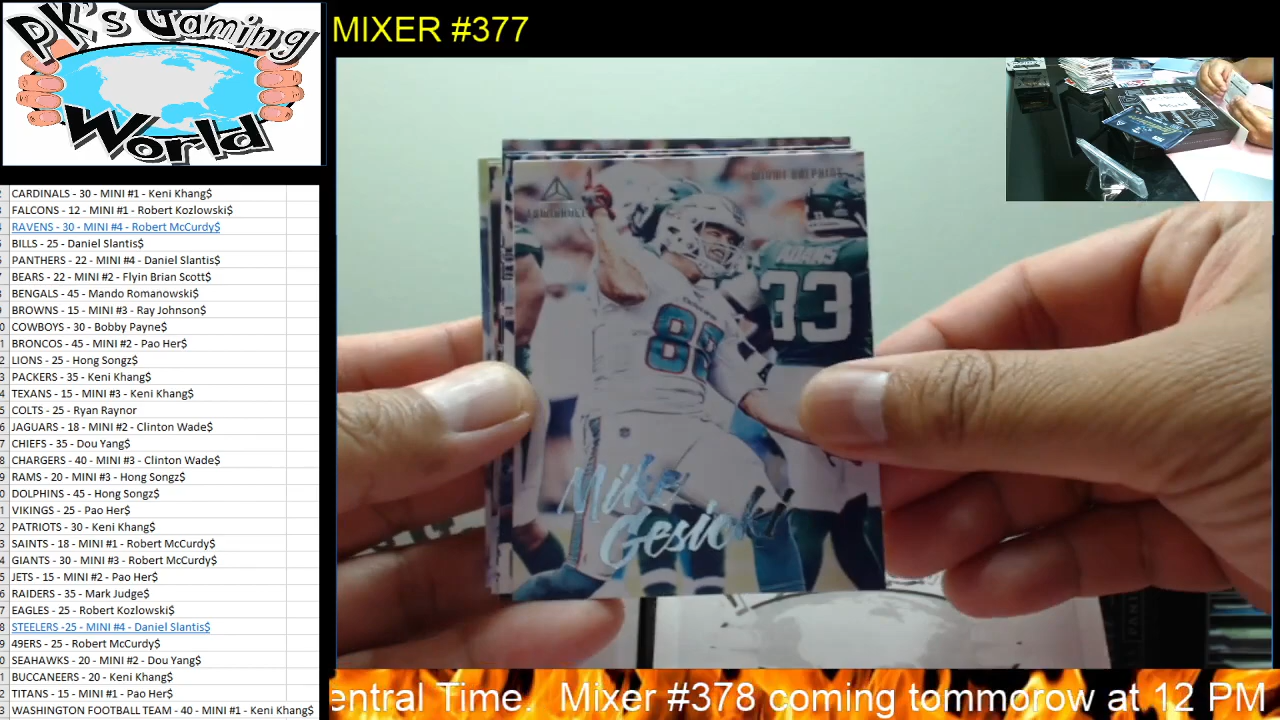 PK's Gaming
World
MIXER #377
CARDINALS - 30 - MINI #1 - Keni Khang$
FALCONS - 12 - MINI #1 - Robert Kozlowski$
RAVENS - 30 - MINI #4 - Robert McCurdy$
BILLS - 25 - Daniel Slantis$
PANTHERS - 22 - MINI #4 - Daniel Slantis$
BEARS - 22 - MINI #2 - Flyin Brian Scott$
BENGALS - 45 - Mando Romanowski$
BROWNS - 15 - MINI #3 - Ray Johnson$
COWBOYS - 30 - Bobby Payne$
BRONCOS - 45 - MINI #2 - Pao Her$
LIONS - 25 - Hong Songz$
PACKERS - 35 - Keni Khang$
TEXANS - 15 - MINI #3 - Keni Khang$
COLTS - 25 - Ryan Raynor
JAGUARS - 18 - MINI #2 - Clinton Wade$
CHIEFS - 35 - Dou Yang$
CHARGERS - 40 - MINI #3 - Clinton Wade$
RAMS - 20 - MINI #3 - Hong Songz$
DOLPHINS - 45 - Hong Songz$
VIKINGS - 25 - Pao Her$
PATRIOTS - 30 - Keni Khang$
SAINTS - 18 - MINI #1 - Robert McCurdy$
GIANTS - 30 - MINI #3 - Robert McCurdy$
JETS - 15 - MINI #2 - Pao Her$
RAIDERS - 35 - Mark Judge$
EAGLES - 25 - Robert Kozlowski$
STEELERS -25 - MINI #4 - Daniel Slantis$
49ERS - 25 - Robert McCurdy$
SEAHAWKS - 20 - MINI #2 - Dou Yang$
BUCCANEERS - 20 - Keni Khang$
TITANS - 15 - MINI #1 - Pao Her$
WASHINGTON FOOTBALL TEAM - 40 - MINI #1 - Keni Khang$
MIAMI DOLPHINS
ADAMS
33
88
Mike
Gesicki
entral Time. Mixer #378 coming tommorow at 12 PM